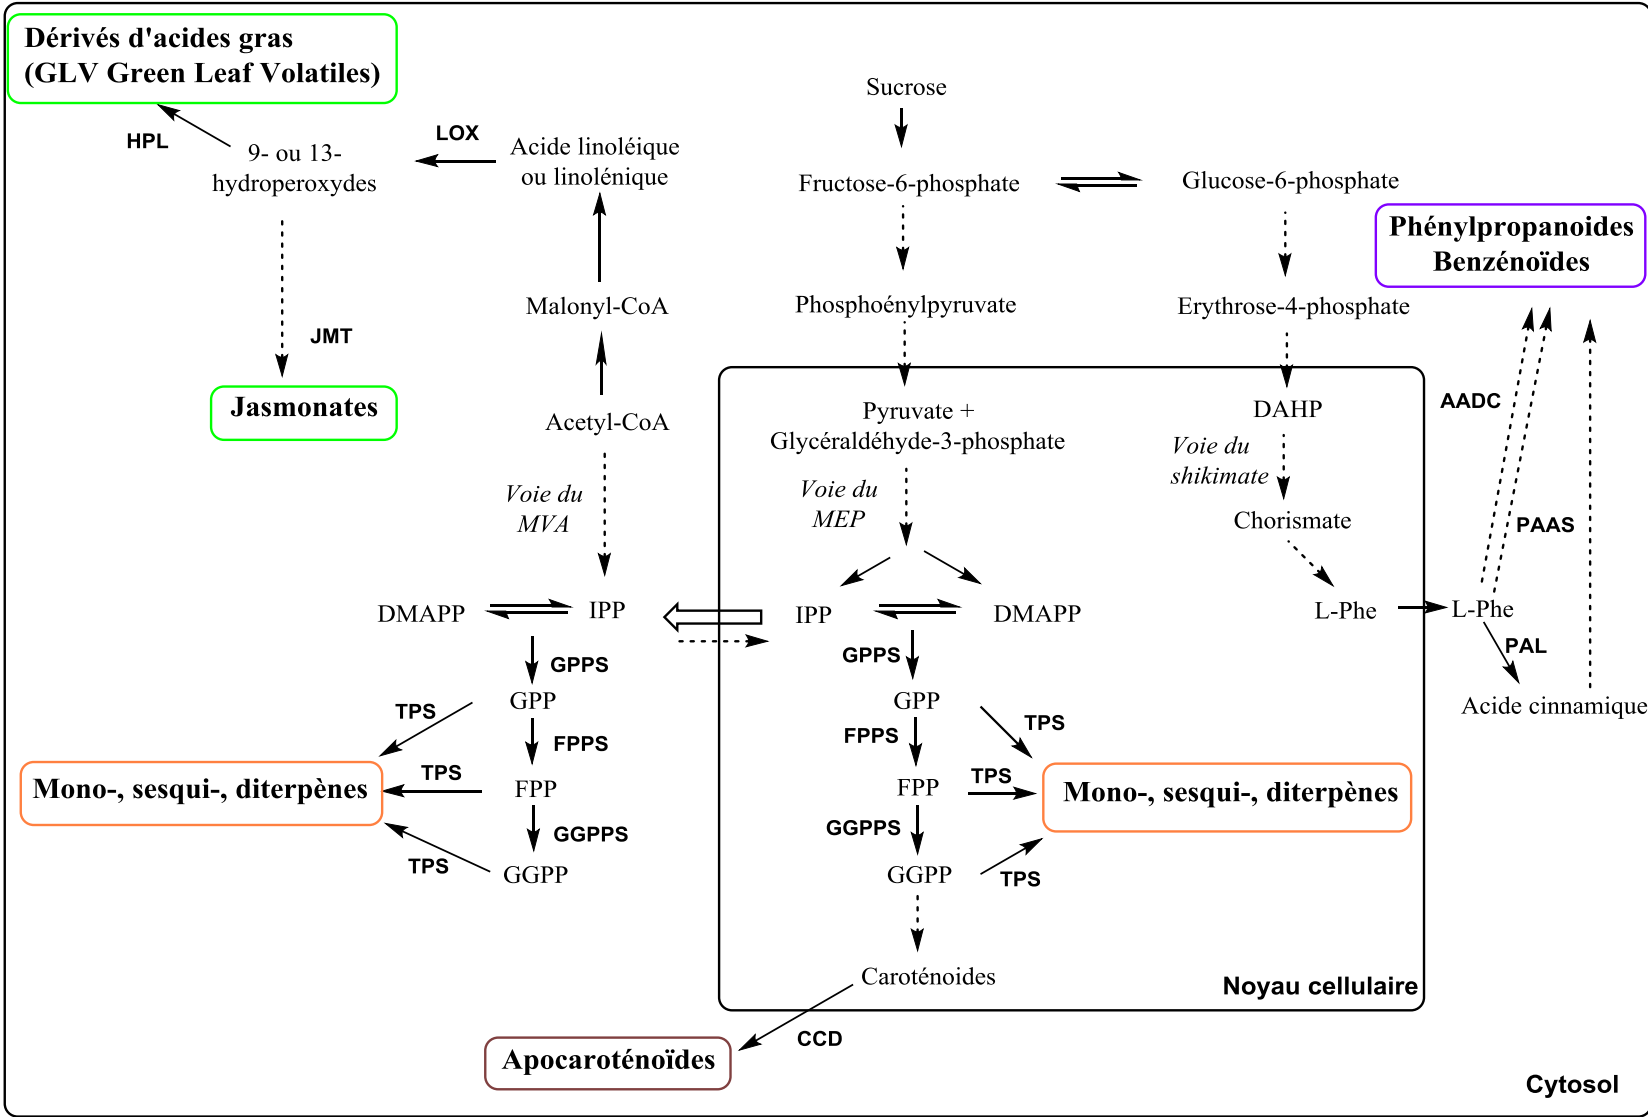 Dérivés d'acides gras
(GLV Green Leaf Volatiles)
HPL
9- ou 13-
hydroperoxydes
LOX
Acide linoléique
ou linolénique
JMT
Jasmonates
Malonyl-CoA
Acetyl-CoA
Voie du
MVA
Sucrose
Fructose-6-phosphate
Glucose-6-phosphate
Phosphoénylpyruvate
Erythrose-4-phosphate
Phénylpropanoides
Benzénoïdes
Pyruvate +
Glycéraldéhyde-3-phosphate
Voie du
MEP
DAHP
Voie du
shikimate
Chorismate
L-Phe
L-Phe
AADC
PAAS
PAL
Acide cinnamique
DMAPP
IPP
GPPS
GPP
TPS
FPPS
FPP
TPS
GGPPS
GGPP
TPS
Mono-, sesqui-, diterpènes
IPP
DMAPP
GPPS
GPP
TPS
FPPS
FPP
TPS
GGPPS
GGPP
TPS
Mono-, sesqui-, diterpènes
Caroténoides
Noyau cellulaire
CCD
Apocaroténoïdes
Cytosol